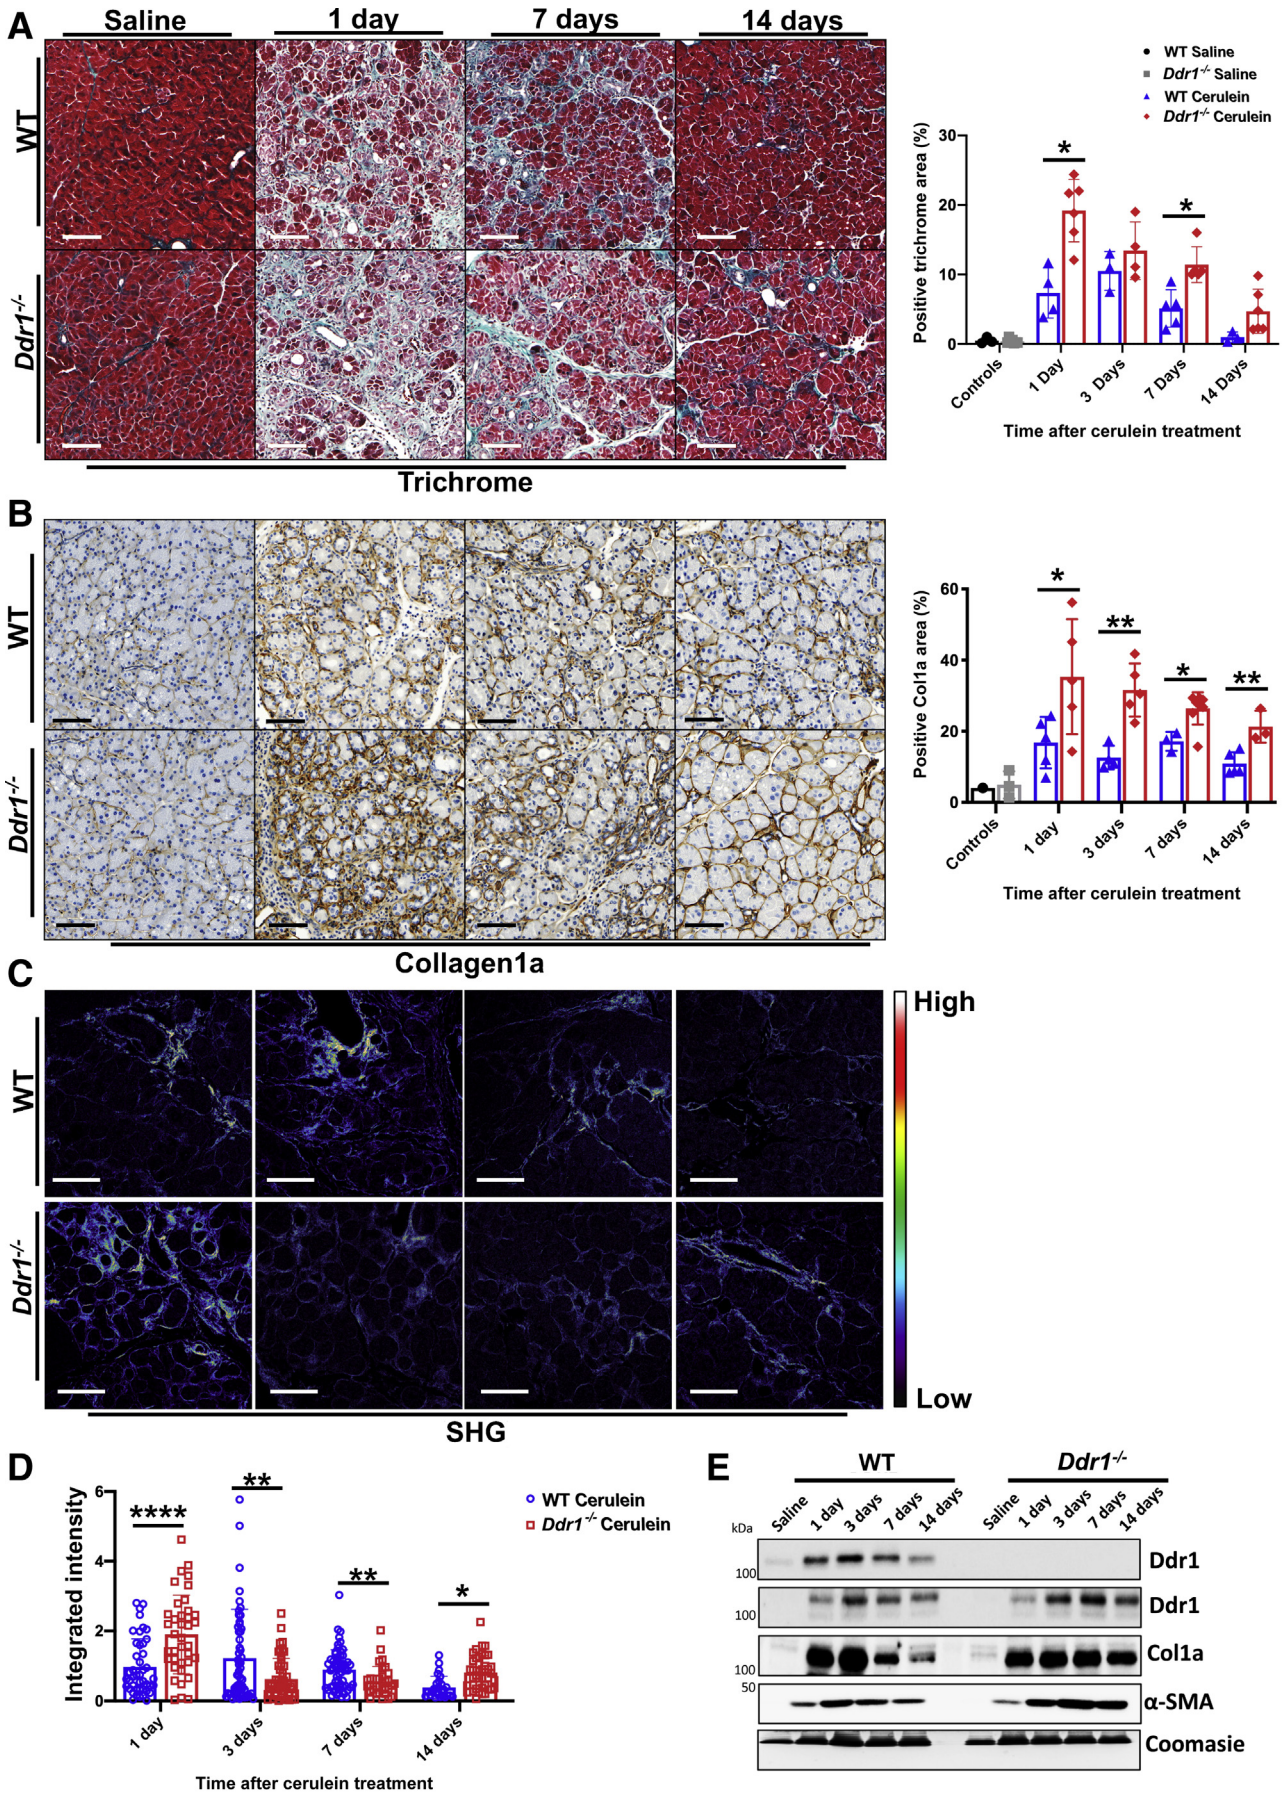 A
Saline
1 day
7 days
14 days
WT
Ddr1-/-
Trichrome
WT Saline
Ddr1-/- Saline
WT Cerulein
Ddr1-/- Cerulein
Positive trichrome area (%)
30
20
10
0
*
*
Controls
1 Day
3 Days
7 Days
14 Days
Time after cerulein treatment
B
WT
Ddr1-/-
Collagen1a
Positive Col1a area (%)
60
40
20
0
*
**
*
**
Controls
1 day
3 days
7 days
14 days
Time after cerulein treatment
C
WT
Ddr1-/-
SHG
High
Low
D
Integrated intensity
6
4
2
0
****
**
**
*
1 day
3 days
7 days
14 days
Time after cerulein treatment
WT Cerulein
Ddr1-/- Cerulein
E
WT
Ddr1-/-
Saline
1 day
3 days
7 days
14 days
Saline
1 day
3 days
7 days
14 days
kDa
100
Ddr1
100
Ddr1
100
Col1a
50
α-SMA
Coomasie